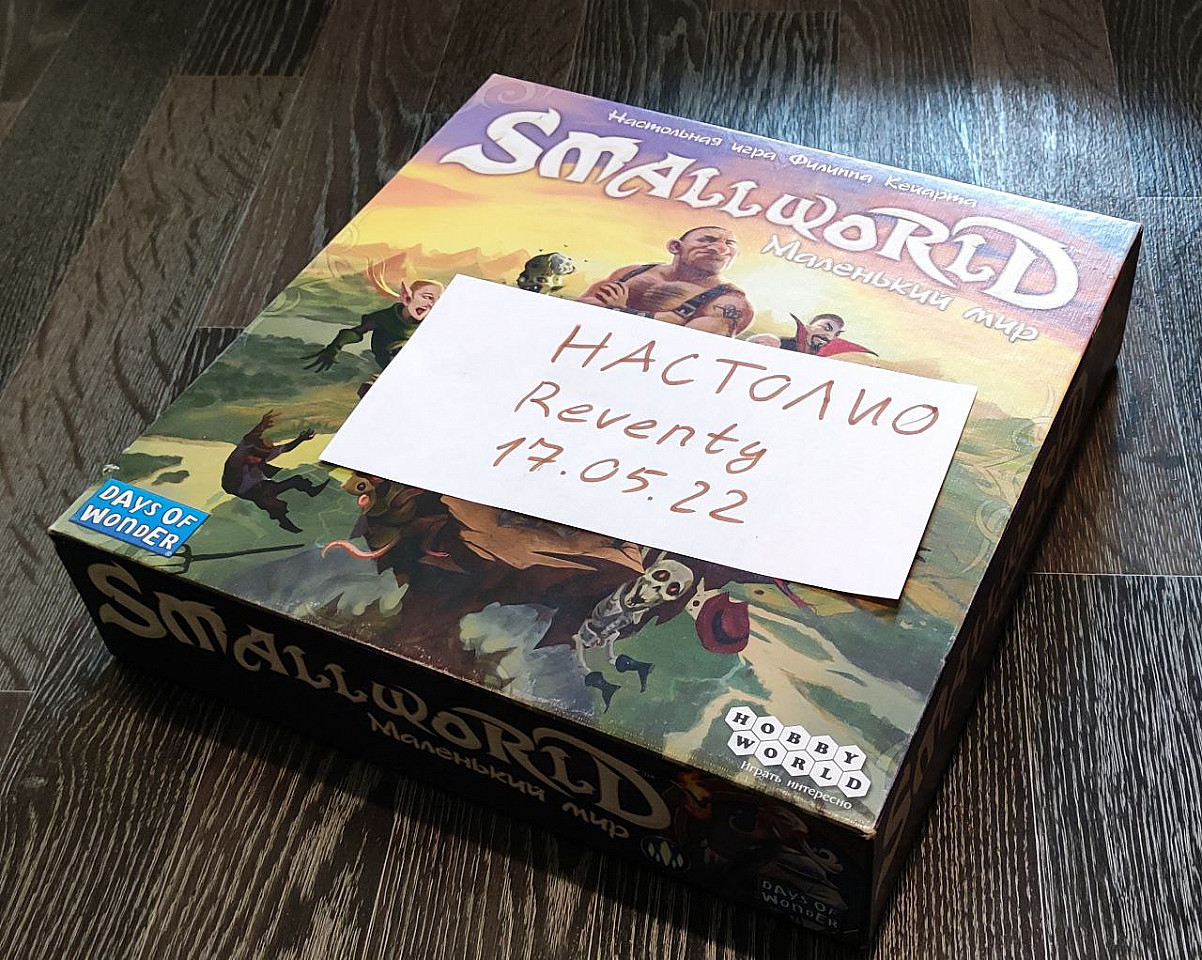 Настольная игра Филиппа Кейарта
SMALLWORLD
Маленький мир
НАСТОЛИО
Reventy
17.05.22
DAYS OF
WONDER
HOBBY
WORLD
Играть интересно
SMALLWORLD
Маленький мир
DAYS OF
WONDER